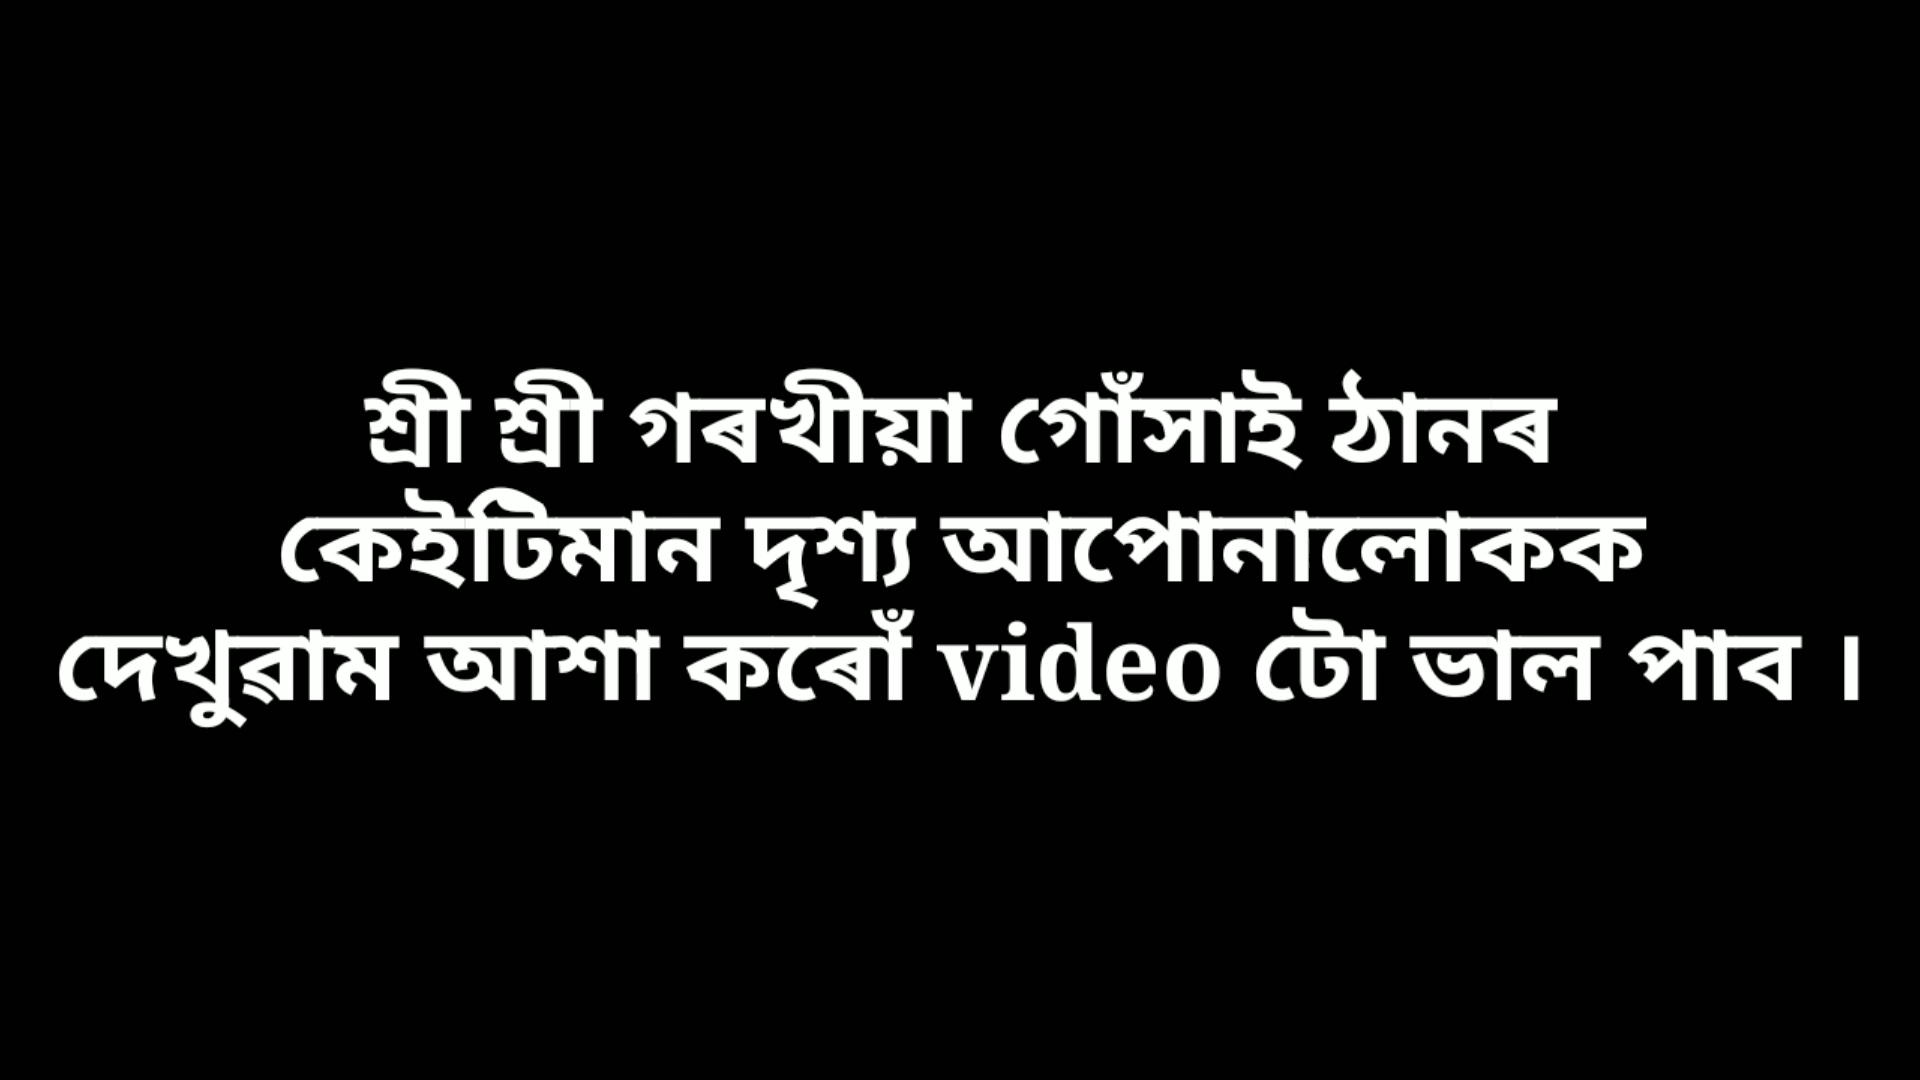 শ্ৰী শ্ৰী গৰখীয়া গোঁসাই ঠানৰ
কেইটিমান দৃশ্য আপোনালোকক
দেখুৱাম আশা কৰোঁ video টো ভাল পাব ।